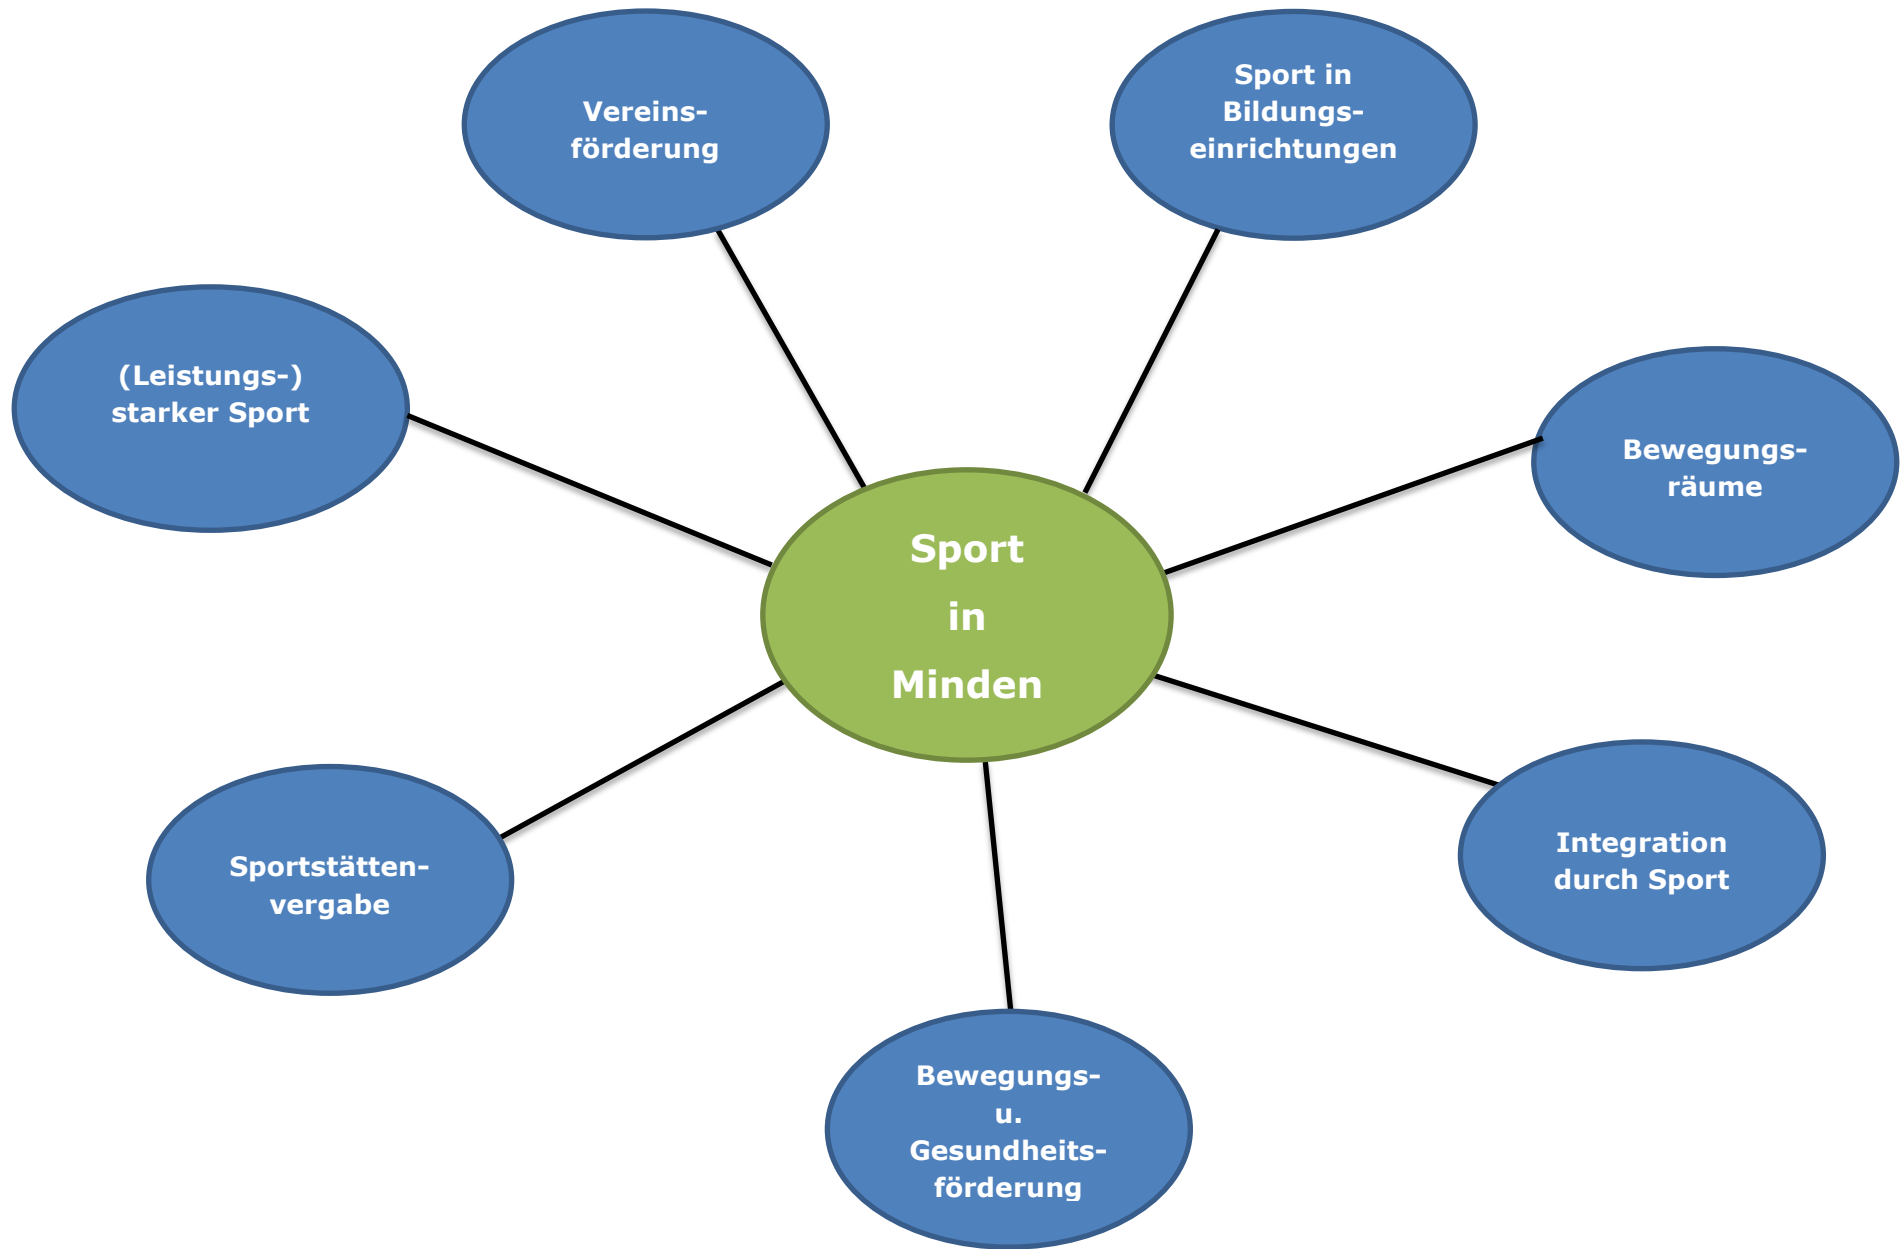 Vereins-
förderung
Sport in
Bildungs-
einrichtungen
(Leistungs-)
starker Sport
Bewegungs-
räume
Sport
in
Minden
Sportstätten-
vergabe
Integration
durch Sport
Bewegungs-
u.
Gesundheits-
förderung